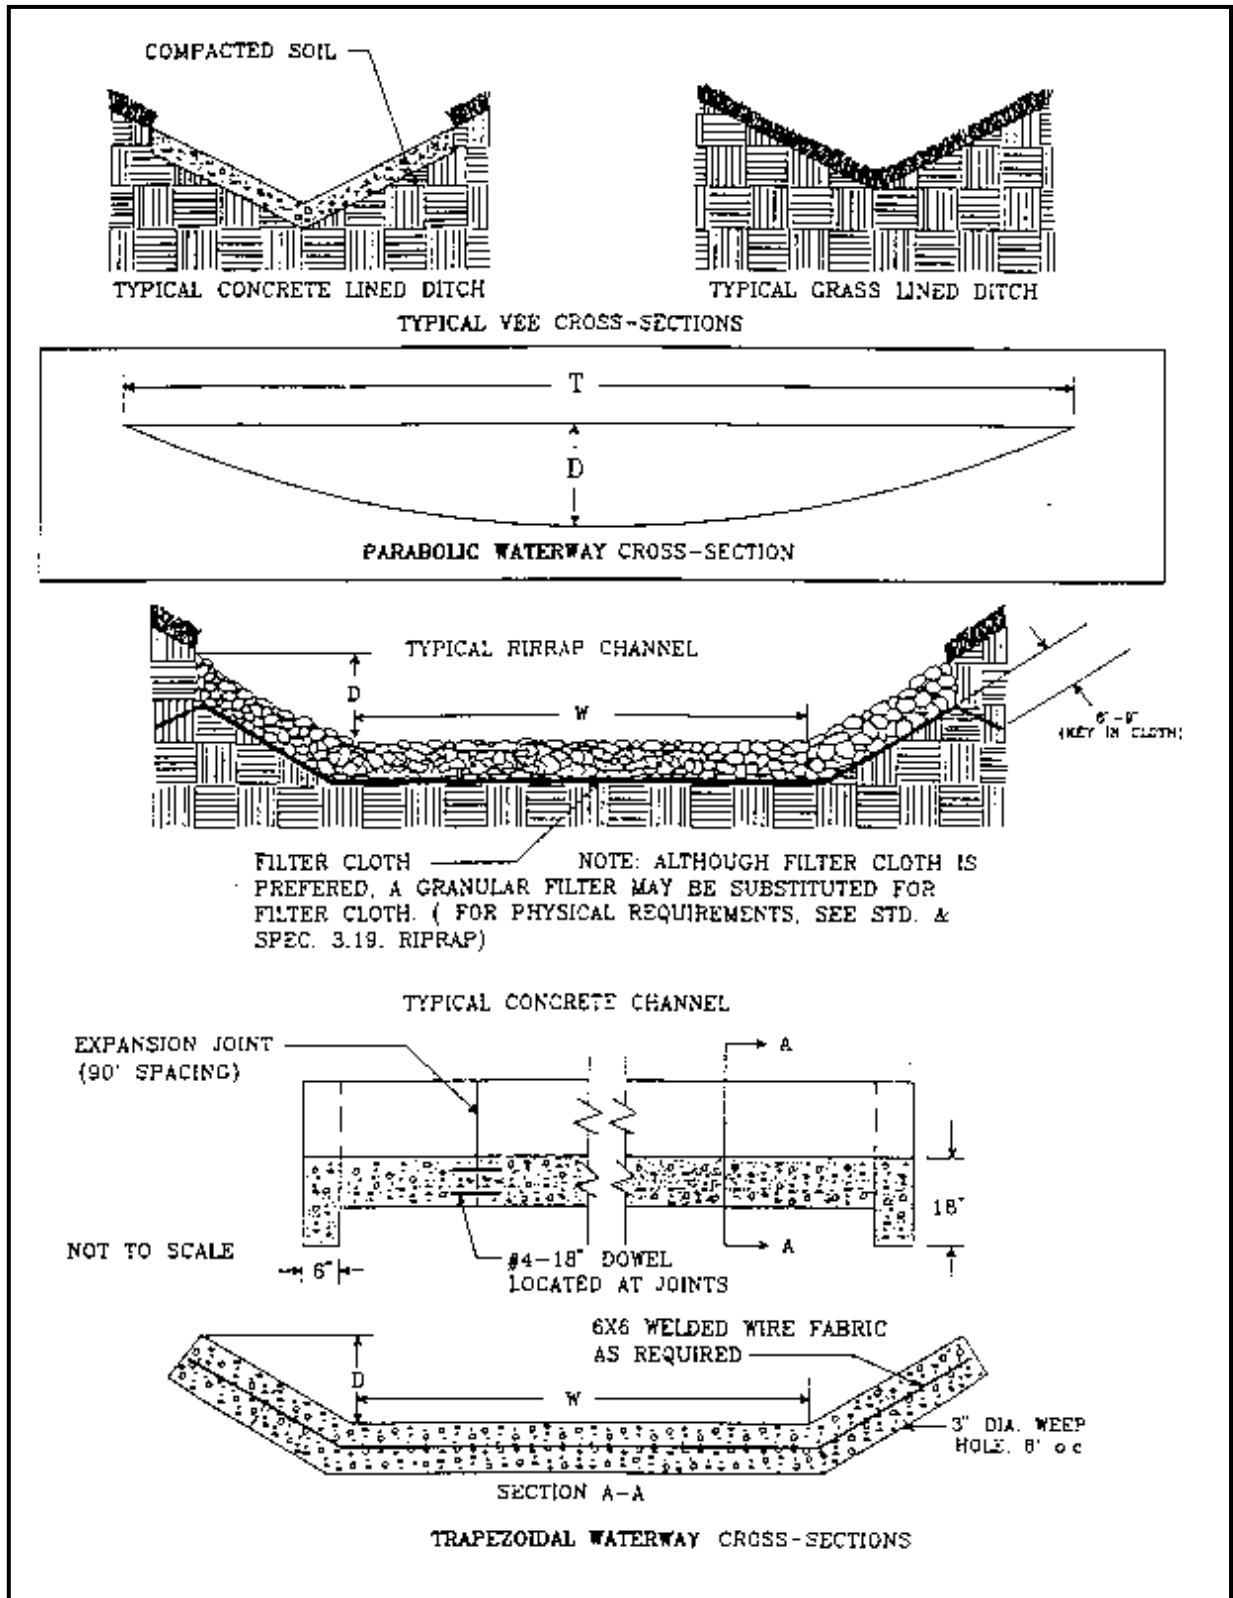 COMPACTED SOIL
TYPICAL CONCRETE LINED DITCH
TYPICAL GRASS LINED DITCH
TYPICAL VEE CROSS-SECTIONS
T
D
PARABOLIC WATERWAY CROSS-SECTION
TYPICAL RIRRAP CHANNEL
D
W
6"-9"
(KEY IN CLOTH)
FILTER CLOTH
NOTE: ALTHOUGH FILTER CLOTH IS
PREFERED, A GRANULAR FILTER MAY BE SUBSTITUTED FOR
FILTER CLOTH. ( FOR PHYSICAL REQUIREMENTS, SEE STD. &
SPEC. 3.19. RIPRAP)
TYPICAL CONCRETE CHANNEL
EXPANSION JOINT
(90' SPACING)
A
18"
A
NOT TO SCALE
6"
#4-18" DOWEL
LOCATED AT JOINTS
6X6 WELDED WIRE FABRIC
AS REQUIRED
D
W
3" DIA. WEEP
HOLE, 8' o c
SECTION A-A
TRAPEZOIDAL WATERWAY CROSS-SECTIONS